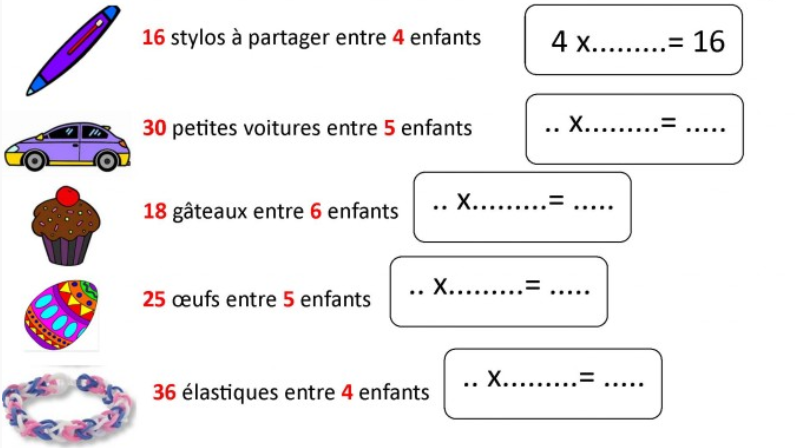 16 stylos à partager entre 4 enfants
4 x.........= 16
30 petites voitures entre 5 enfants
.. x.........= .....
18 gâteaux entre 6 enfants
.. x.........= .....
25 œufs entre 5 enfants
.. x.........= .....
36 élastiques entre 4 enfants
.. x.........= .....